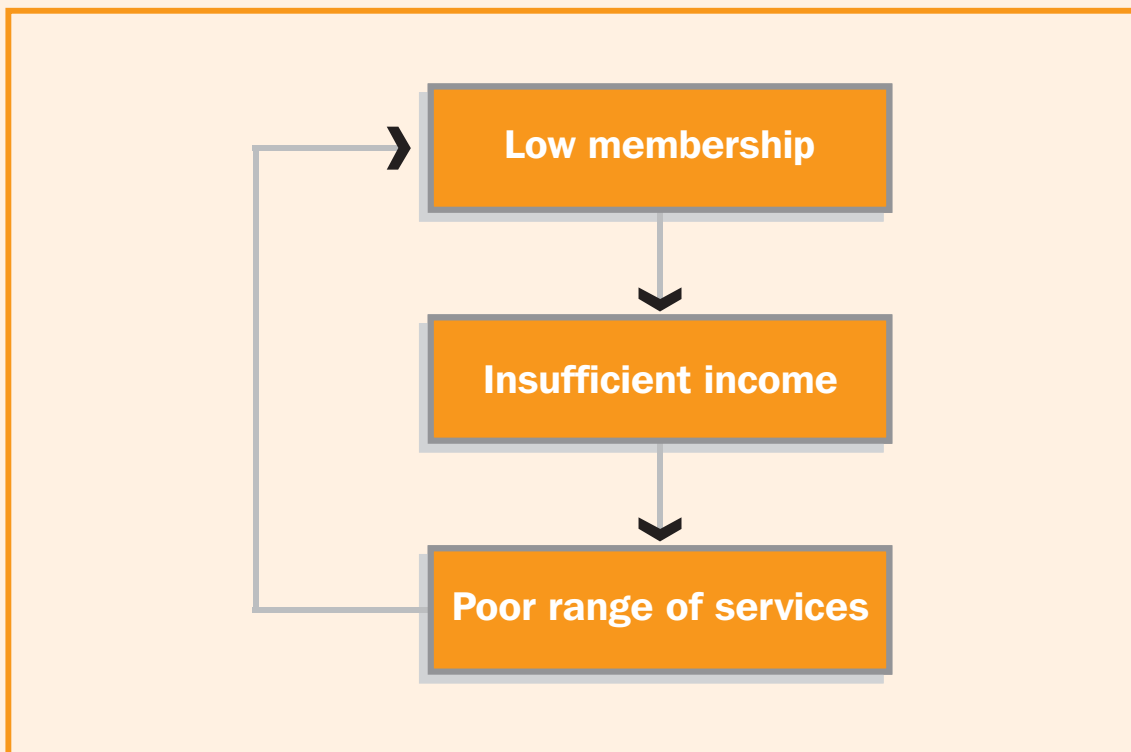 Low membership
Insufficient income
Poor range of services